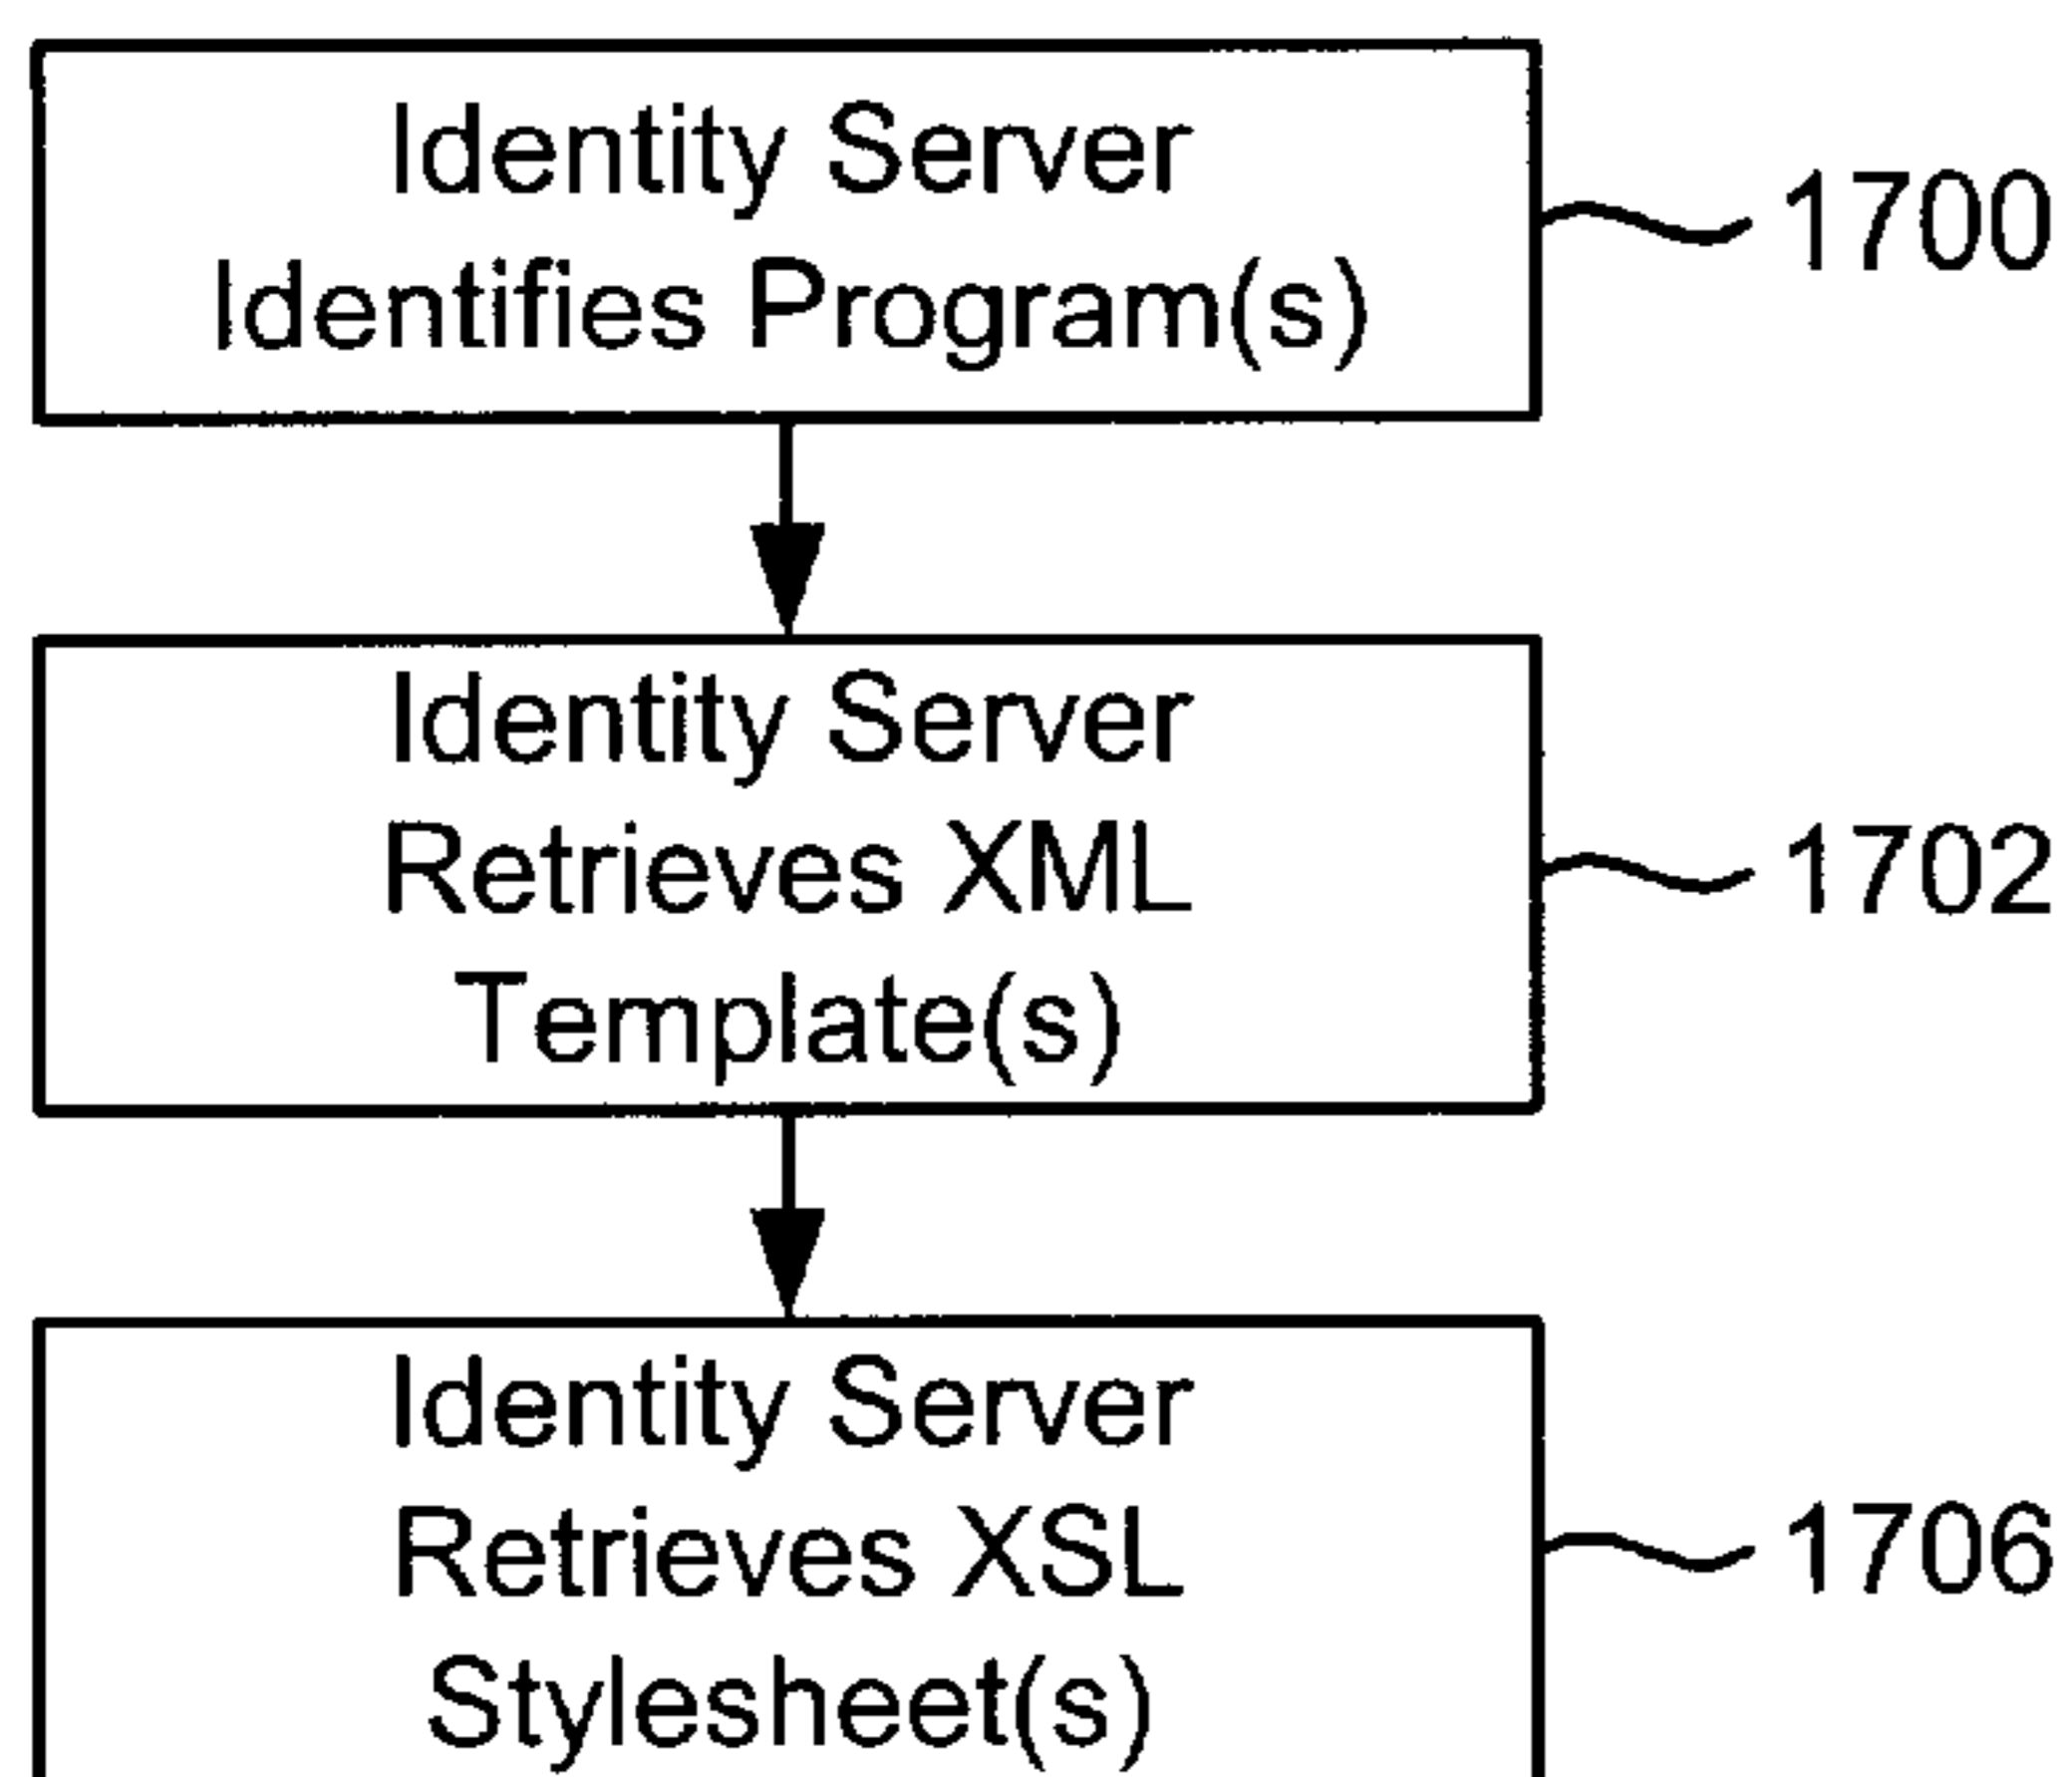 Identity Server
Identifies Program(s)
1700
Identity Server
Retrieves XML
Template(s)
1702
Identity Server
Retrieves XSL
Stylesheet(s)
1706